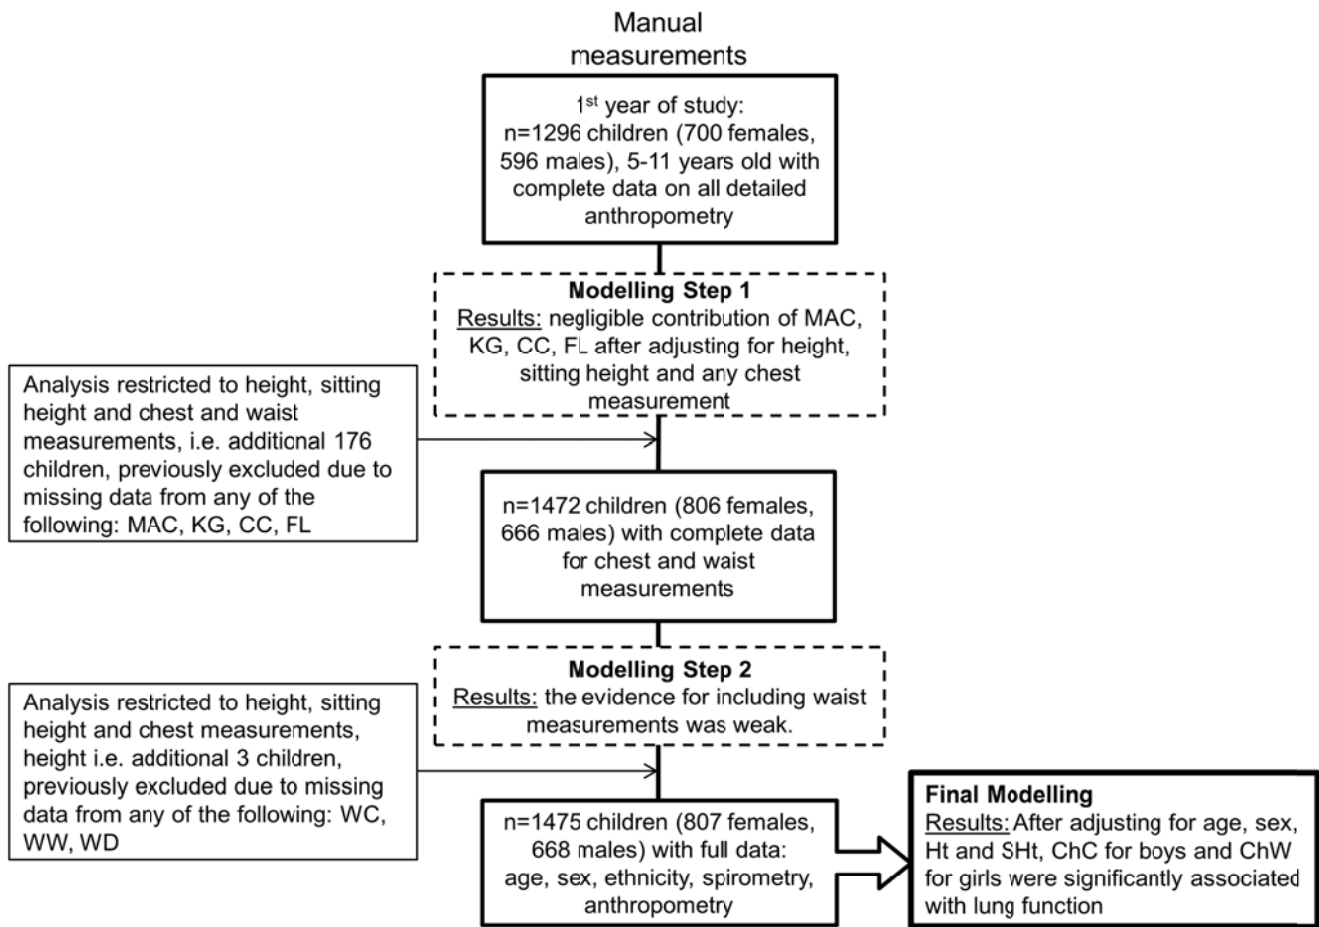 Manual
measurements
1st year of study:
n=1296 children (700 females,
596 males), 5-11 years old with
complete data on all detailed
anthropometry
Modelling Step 1
Results: negligible contribution of MAC,
KG, CC, FL after adjusting for height,
sitting height and any chest
measurement
Analysis restricted to height, sitting
height and chest and waist
measurements, i.e. additional 176
children, previously excluded due to
missing data from any of the
following: MAC, KG, CC, FL
n=1472 children (806 females,
666 males) with complete data
for chest and waist
measurements
Modelling Step 2
Results: the evidence for including waist
measurements was weak.
Analysis restricted to height, sitting
height and chest measurements,
height i.e. additional 3 children,
previously excluded due to missing
data from any of the following: WC,
WW, WD
n=1475 children (807 females,
668 males) with full data:
age, sex, ethnicity, spirometry,
anthropometry
Final Modelling
Results: After adjusting for age, sex,
Ht and SHt, ChC for boys and ChW
for girls were significantly associated
with lung function